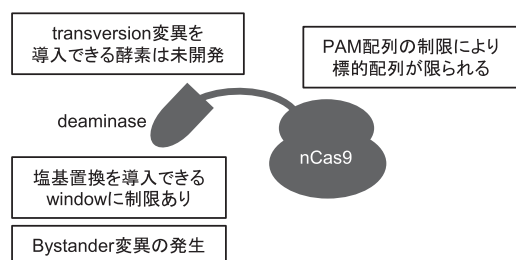 transversion変異を
導入できる酵素は未開発
PAM配列の制限により
標的配列が限られる
deaminase
nCas9
塩基置換を導入できる
windowに制限あり
Bystander変異の発生